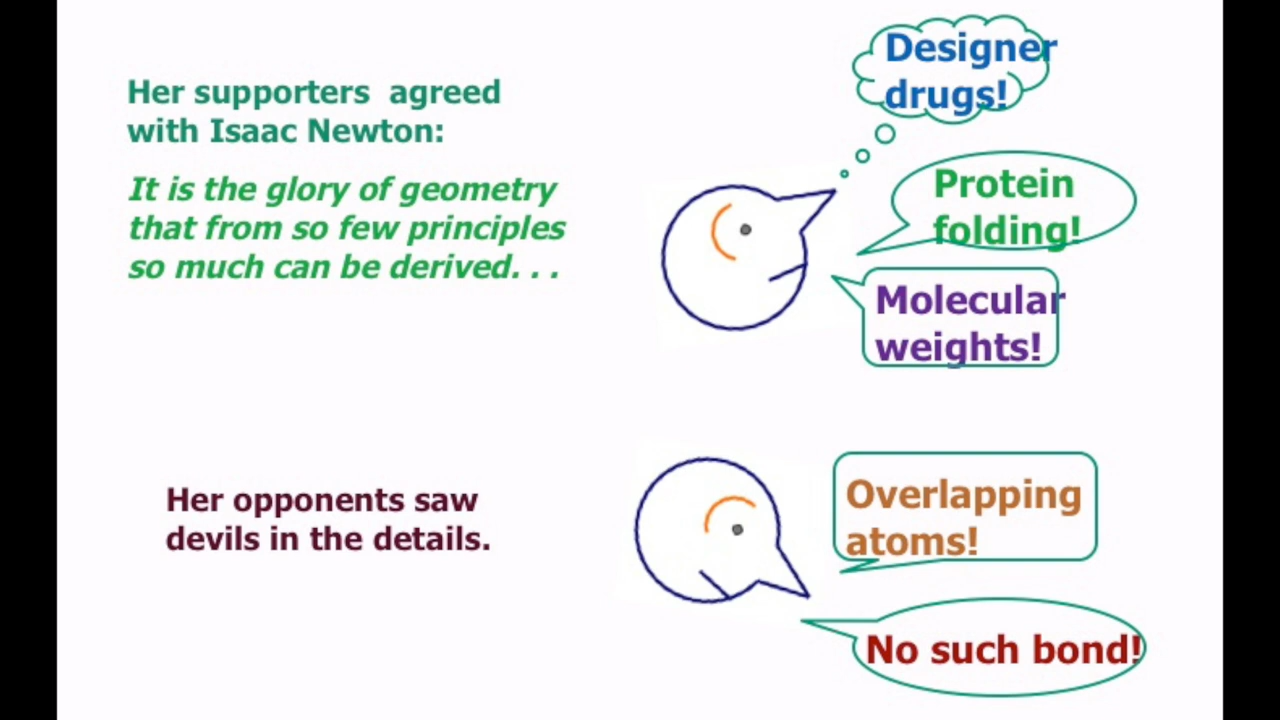 Her supporters  agreed
with Isaac Newton:
It is the glory of geometry
that from so few principles
so much can be derived. . .
Designer
drugs!
Protein
folding!
Molecular
weights!
Her opponents saw
devils in the details.
Overlapping
atoms!
No such bond!